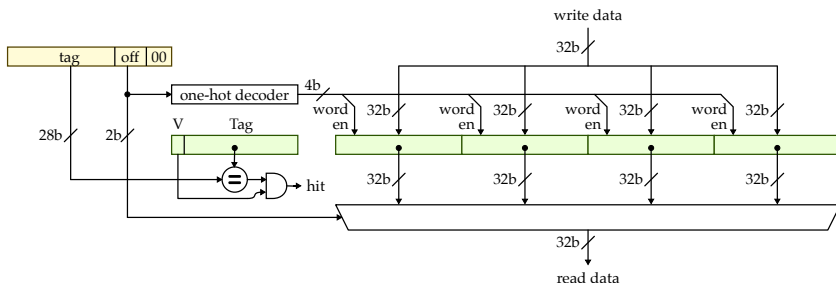 write data
32b
tag off 00
one-hot decoder
4b
word en
32b
word en
32b
word en
32b
word en
32b
28b
2b
V
Tag
=
hit
32b
32b
32b
32b
32b
read data